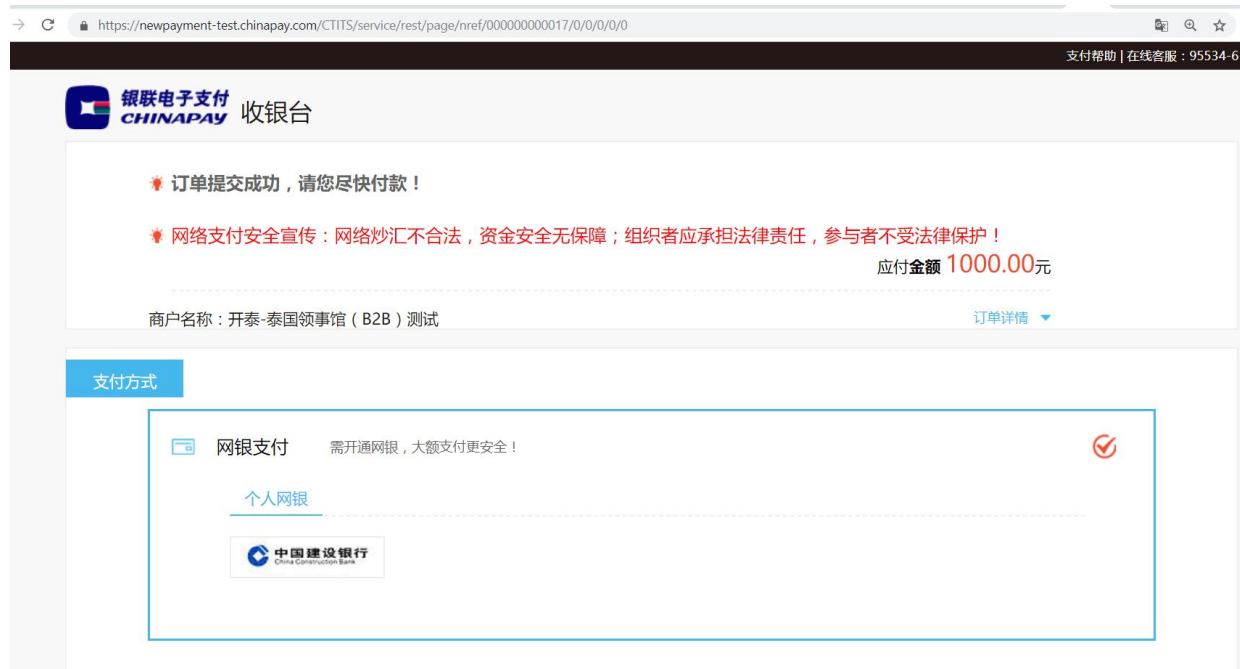 https://newpayment-test.chinapay.com/CTITS/service/rest/page/nref/000000000017/0/0/0/0/0
支付帮助 | 在线客服：95534-6
银联电子支付
CHINAPAY
收银台
订单提交成功，请您尽快付款！
网络支付安全宣传：网络炒汇不合法，资金安全无保障；组织者应承担法律责任，参与者不受法律保护！
应付金额 1000.00元
商户名称：开泰-泰国领事馆（B2B）测试 订单详情
支付方式
网银支付 需开通网银，大额支付更安全！
个人网银
中国建设银行
China Construction Bank